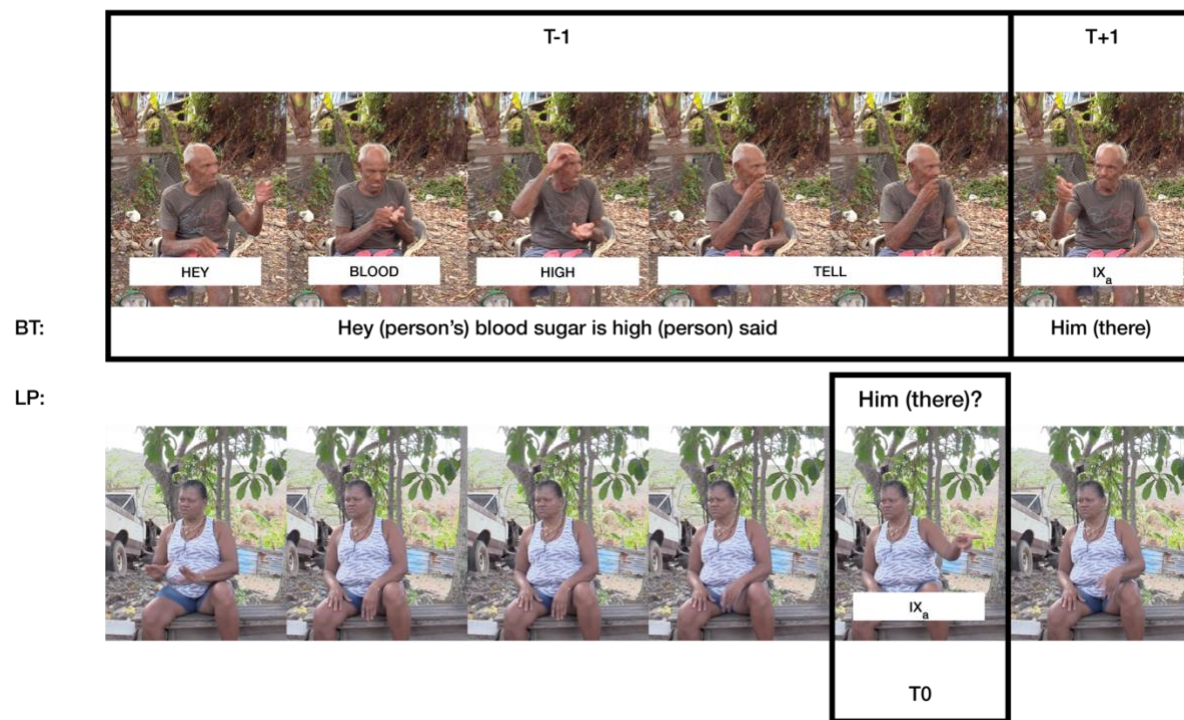 T-1 T+1
HEY BLOOD HIGH TELL IXa
BT: Hey (person's) blood sugar is high (person) said Him (there)
LP: Him (there)?
IXa
T0